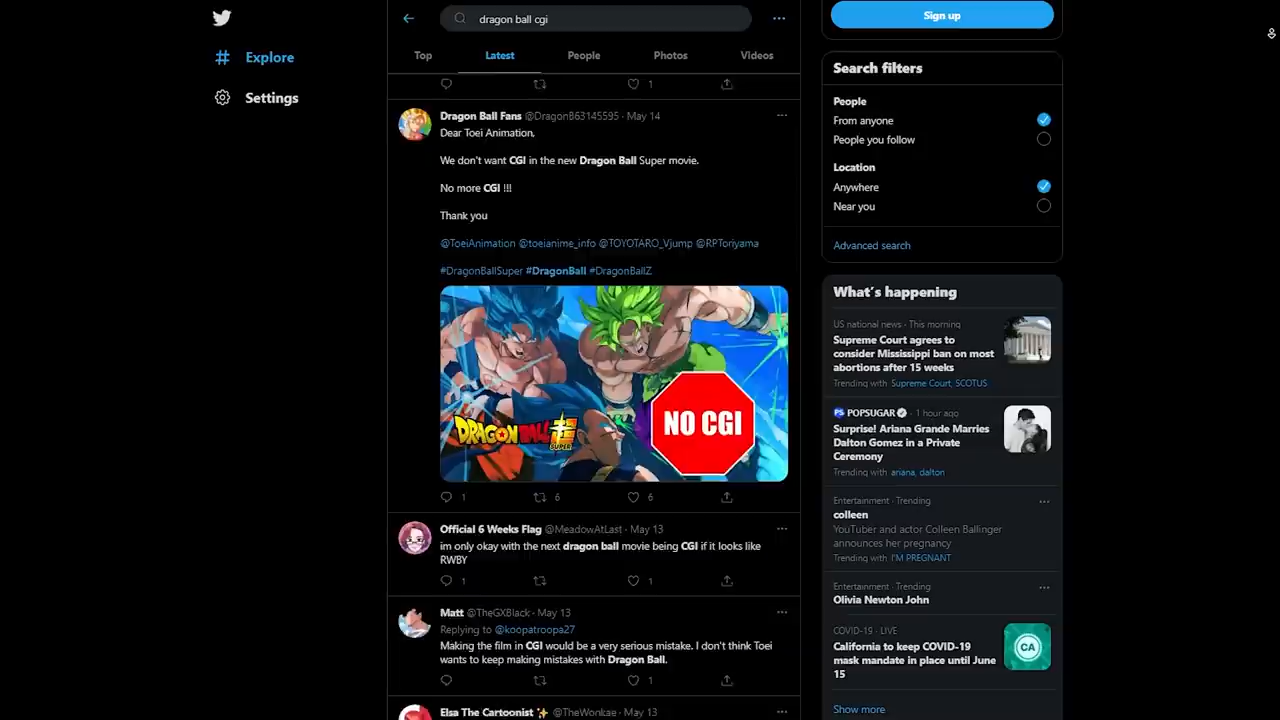 dragon ball cgi
Sign up
Explore
Settings
Top
Latest
People
Photos
Videos
1
Dragon Ball Fans @DragonB63145595 · May 14
Dear Toei Animation,
We don't want CGI in the new Dragon Ball Super movie.
No more CGI !!!
Thank you
@ToeiAnimation @toeianime_info @TOYOTARO_Vjump @RPToriyama
#DragonBallSuper #DragonBall #DragonBallZ
DRAGON BALL 超
SUPER
NO CGI
1
6
6
Official 6 Weeks Flag @MeadowAtLast · May 13
im only okay with the next dragon ball movie being CGI if it looks like
RWBY
1
1
Matt @TheGXBlack · May 13
Replying to @koopatroopa27
Making the film in CGI would be a very serious mistake. I don't think Toei
wants to keep making mistakes with Dragon Ball.
1
Elsa The Cartoonist ✨ @TheWonkae · May 13
Search filters
People
From anyone
People you follow
Location
Anywhere
Near you
Advanced search
What's happening
US national news · This morning
Supreme Court agrees to
consider Mississippi ban on most
abortions after 15 weeks
Trending with Supreme Court, SCOTUS
PS POPSUGAR · 1 hour ago
Surprise! Ariana Grande Marries
Dalton Gomez in a Private
Ceremony
Trending with ariana, dalton
Entertainment · Trending
colleen
YouTuber and actor Colleen Ballinger
announces her pregnancy
Trending with I'M PREGNANT
Entertainment · Trending
Olivia Newton John
COVID-19 · LIVE
California to keep COVID-19
mask mandate in place until June
15
CA
Show more